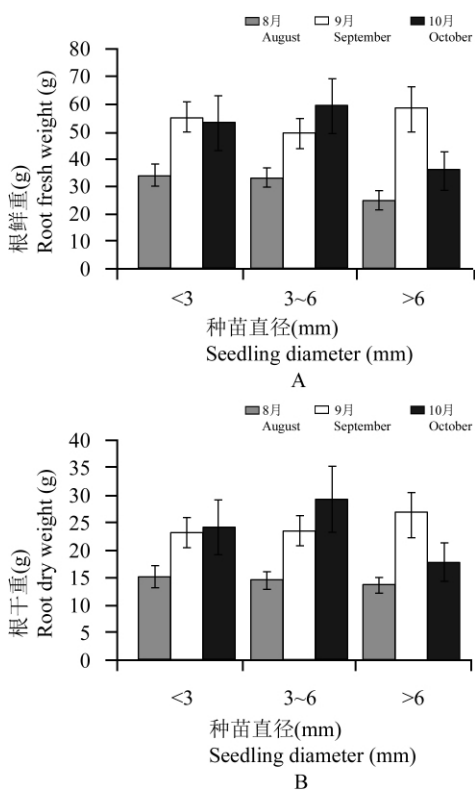 8月 9月 10月
August September October
根鲜重(g)
Root fresh weight (g)
80
70
60
50
40
30
20
10
0
<3 3~6 >6
种苗直径(mm)
Seedling diameter (mm)
A
8月 9月 10月
August September October
根干重(g)
Root dry weight (g)
40
35
30
25
20
15
10
5
0
<3 3~6 >6
种苗直径(mm)
Seedling diameter (mm)
B